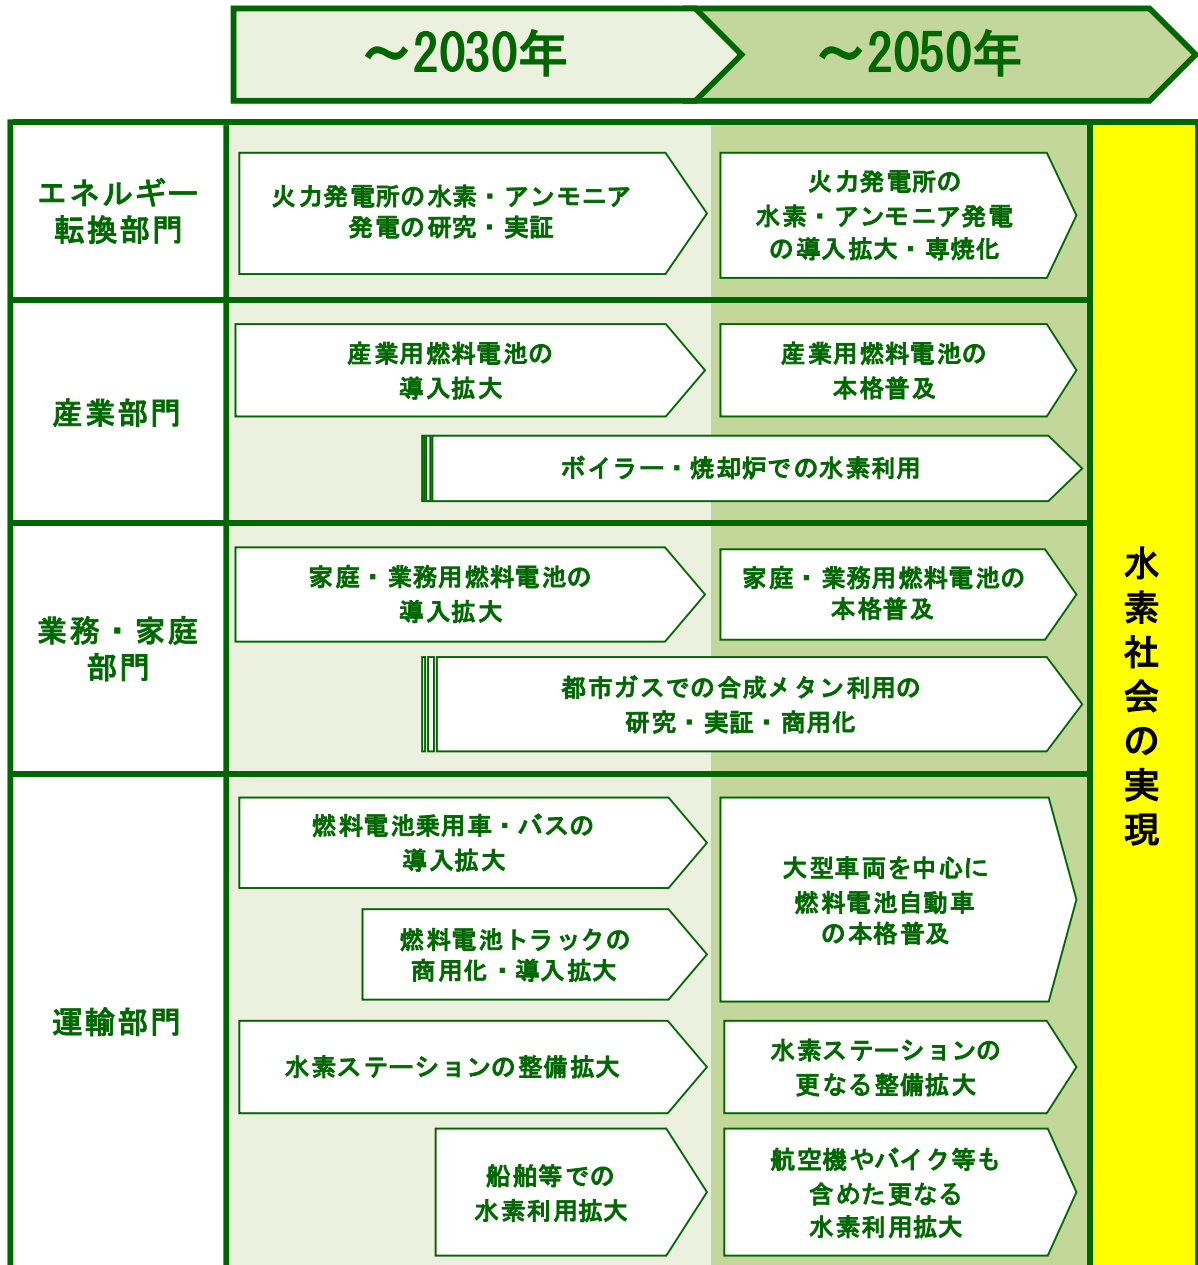 ～2030年
～2050年
エネルギー
転換部門
火力発電所の水素・アンモニア
発電の研究・実証
火力発電所の
水素・アンモニア発電
の導入拡大・専焼化
産業部門
産業用燃料電池の
導入拡大
産業用燃料電池の
本格普及
ボイラー・焼却炉での水素利用
業務・家庭
部門
家庭・業務用燃料電池の
導入拡大
家庭・業務用燃料電池の
本格普及
都市ガスでの合成メタン利用の
研究・実証・商用化
運輸部門
燃料電池乗用車・バスの
導入拡大
燃料電池トラックの
商用化・導入拡大
大型車両を中心に
燃料電池自動車
の本格普及
水素ステーションの整備拡大
水素ステーションの
更なる整備拡大
船舶等での
水素利用拡大
航空機やバイク等も
含めた更なる
水素利用拡大
水素社会の実現